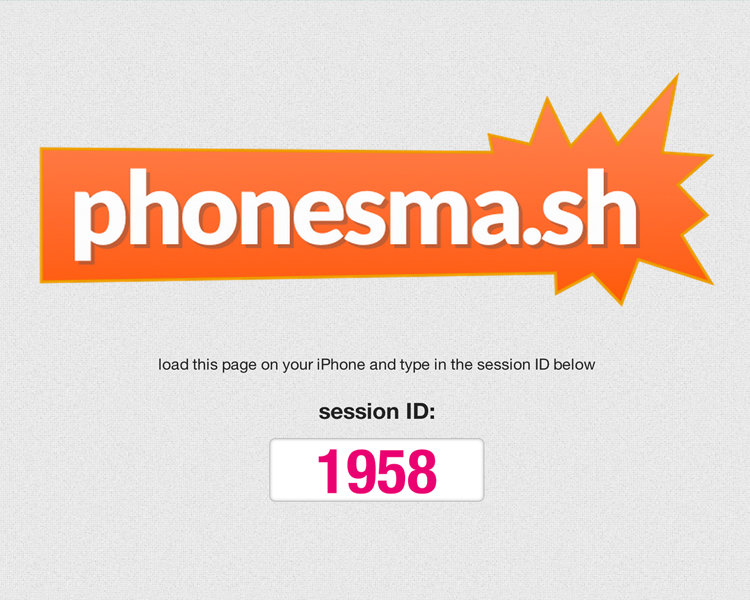 phonesma.sh
load this page on your iPhone and type in the session ID below
session ID:
1958